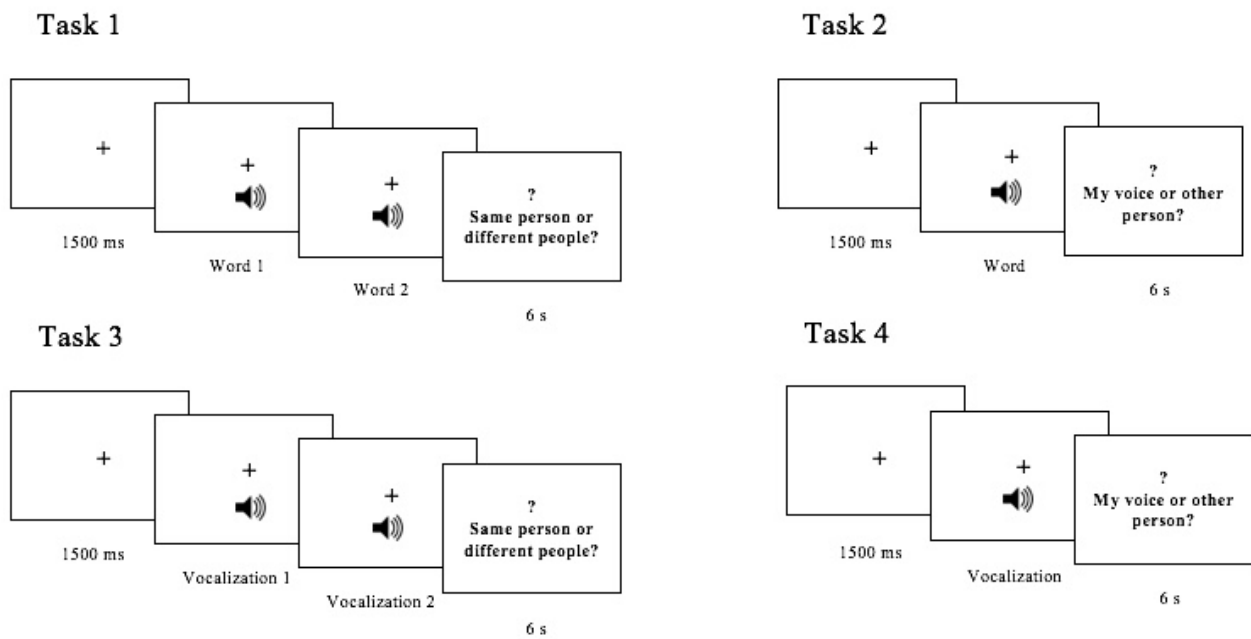 Task 1
+
+
+
?
Same person or
different people?
1500 ms
Word 1
Word 2
6 s
Task 2
+
+
?
My voice or other
person?
1500 ms
Word
6 s
Task 3
+
+
+
?
Same person or
different people?
1500 ms
Vocalization 1
Vocalization 2
6 s
Task 4
+
+
?
My voice or other
person?
1500 ms
Vocalization
6 s